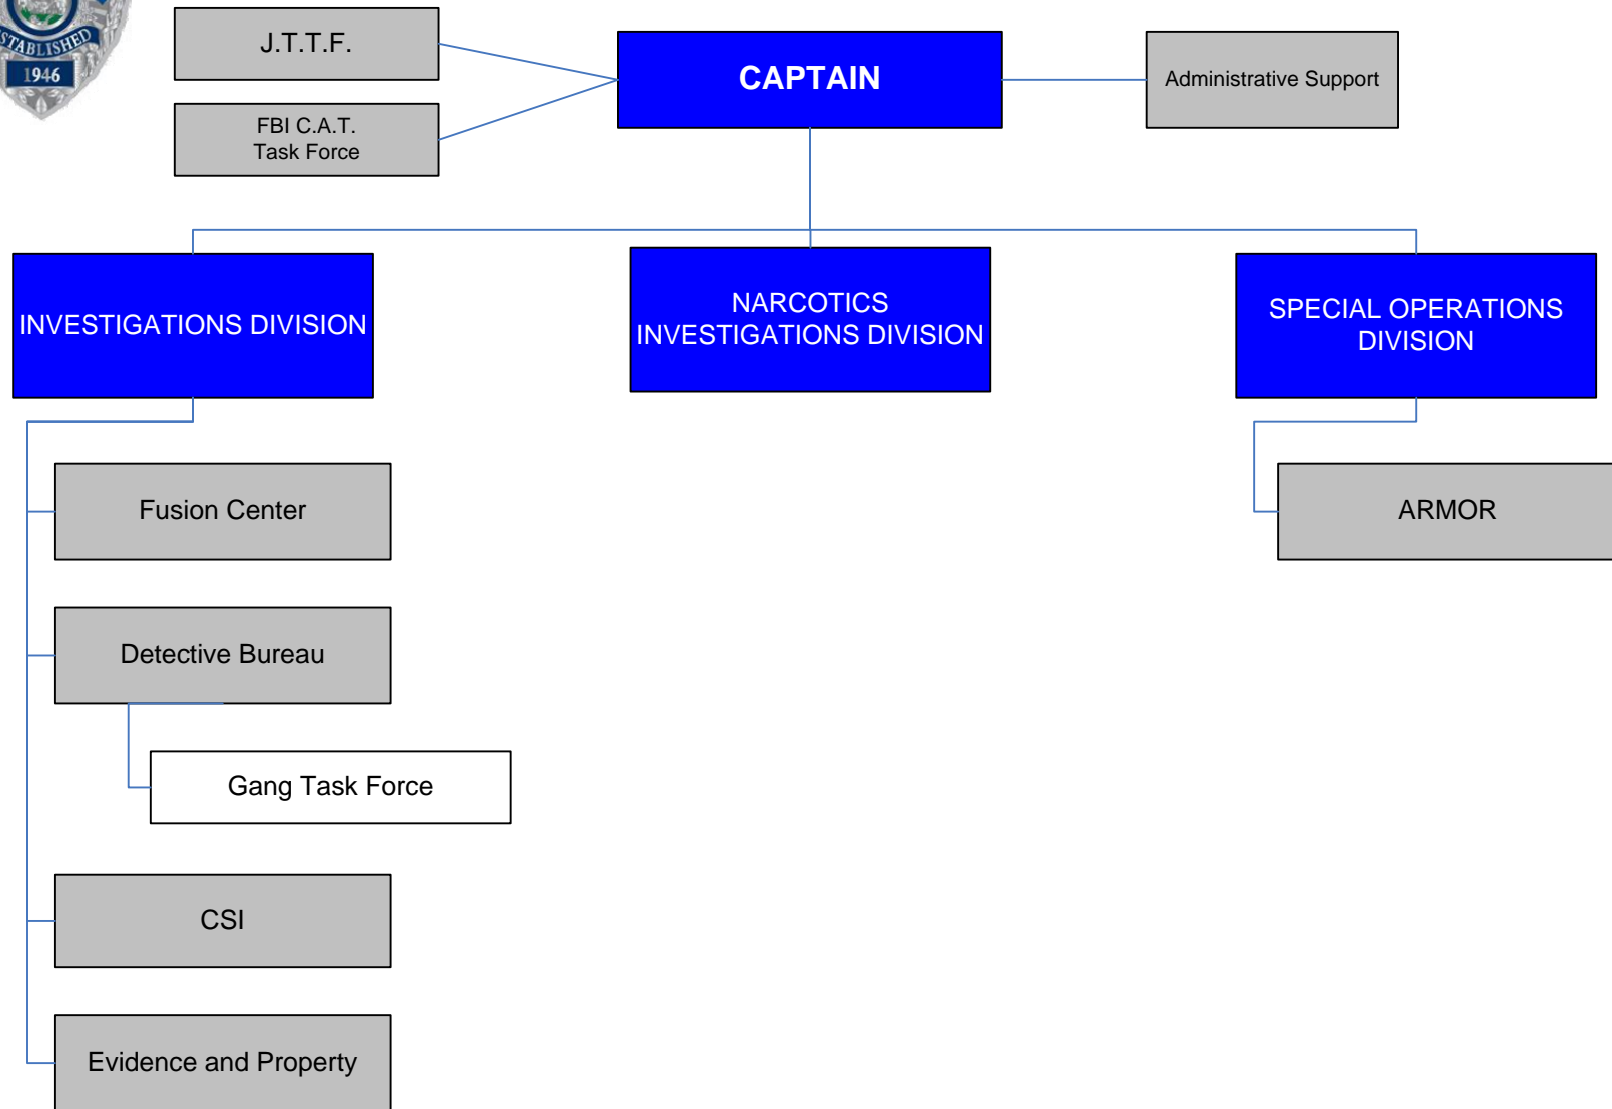 ESTABLISHED
1946
J.T.T.F.
FBI C.A.T.
Task Force
CAPTAIN
Administrative Support
INVESTIGATIONS DIVISION
NARCOTICS
INVESTIGATIONS DIVISION
SPECIAL OPERATIONS
DIVISION
Fusion Center
ARMOR
Detective Bureau
Gang Task Force
CSI
Evidence and Property